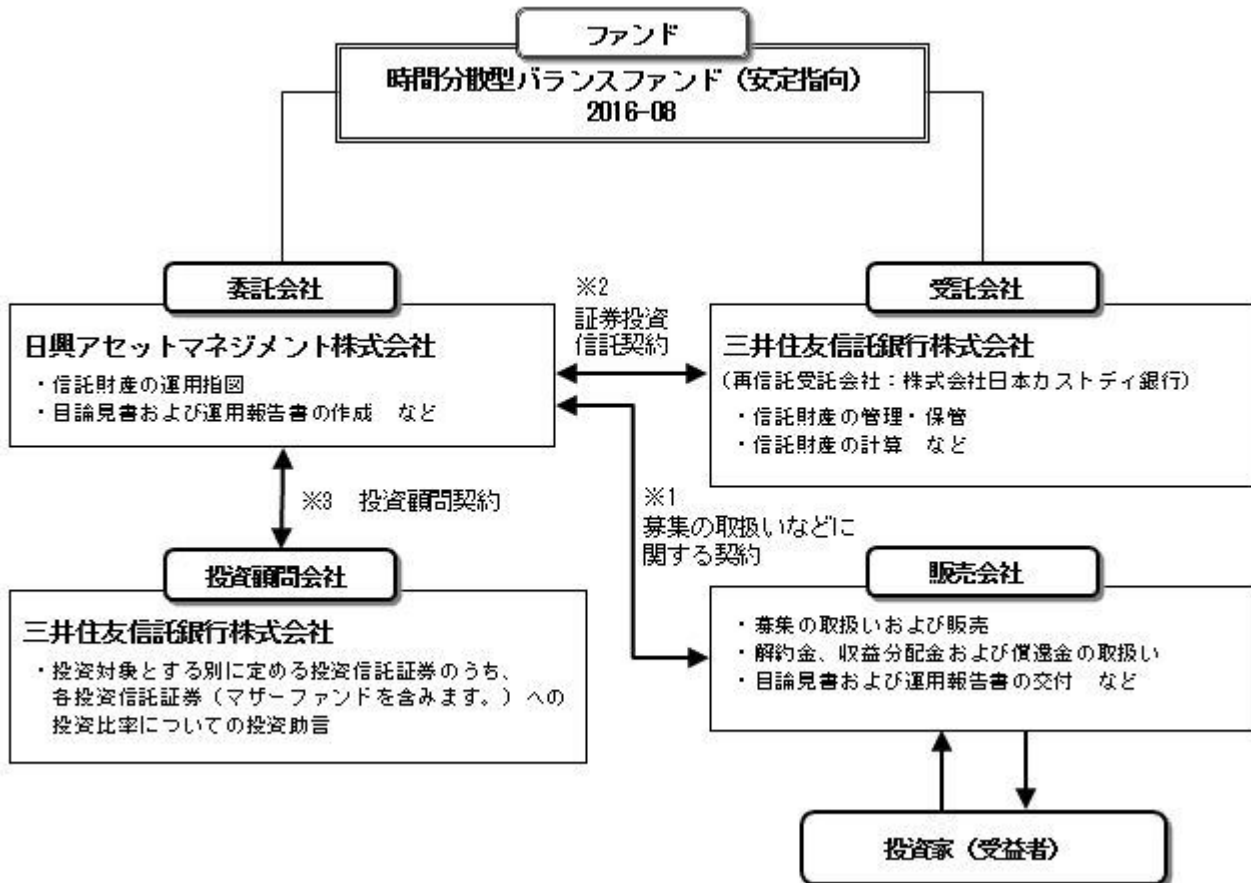 ファンド
時間分散型バランスファンド（安定指向）
2016-08
委託会社
日興アセットマネジメント株式会社
・信託財産の運用指図
・目論見書および運用報告書の作成　など
※2
証券投資
信託契約
受託会社
三井住友信託銀行株式会社
（再信託受託会社：株式会社日本カストディ銀行）
・信託財産の管理・保管
・信託財産の計算　など
※3　投資顧問契約
※1
募集の取扱いなどに
関する契約
投資顧問会社
三井住友信託銀行株式会社
・投資対象とする別に定める投資信託証券のうち、
各投資信託証券（マザーファンドを含みます。）への
投資比率についての投資助言
販売会社
・募集の取扱いおよび販売
・解約金、収益分配金および償還金の取扱い
・目論見書および運用報告書の交付　など
投資家（受益者）